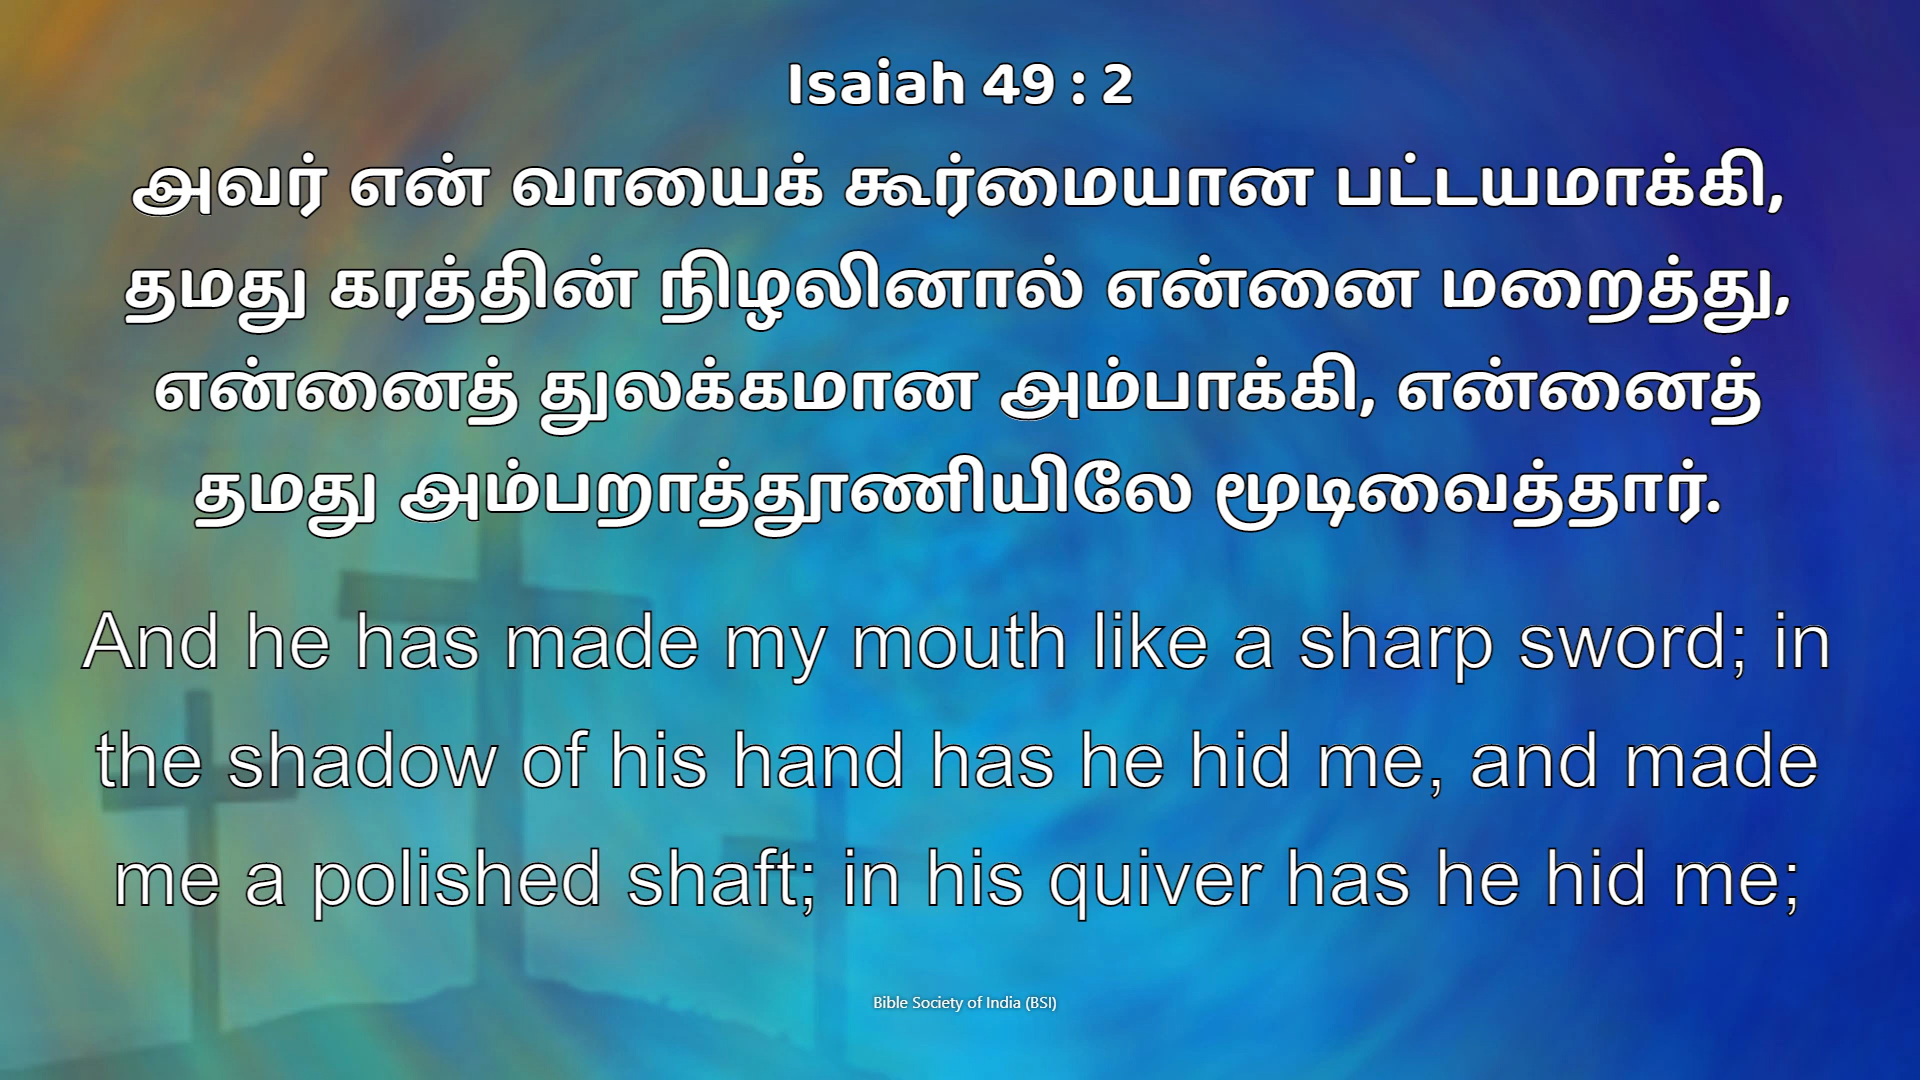 Isaiah 49 : 2
அவர் என் வாயைக் கூர்மையான பட்டயமாக்கி,
தமது கரத்தின் நிழலினால் என்னை மறைத்து,
என்னைத் துலக்கமான அம்பாக்கி, என்னைத்
தமது அம்பறாத்தூணியிலே மூடிவைத்தார்.
And he has made my mouth like a sharp sword; in
the shadow of his hand has he hid me, and made
me a polished shaft; in his quiver has he hid me;
Bible Society of India (BSI)